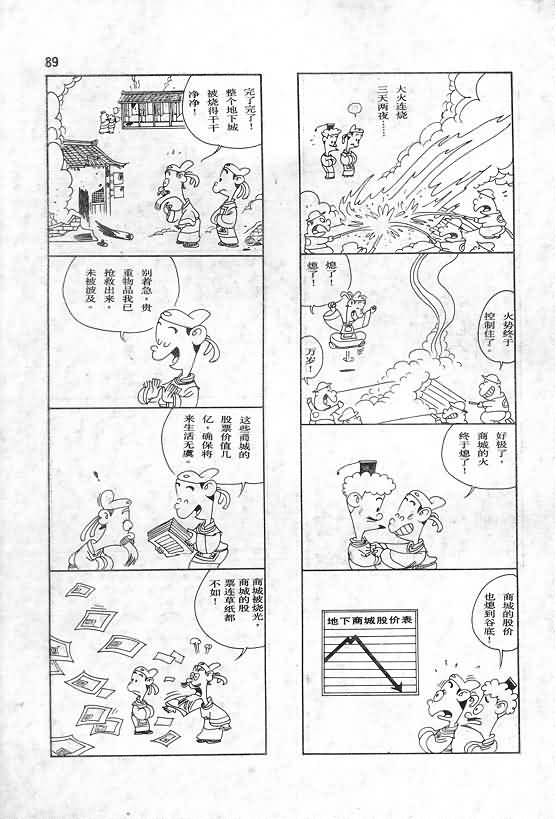 89
大火连烧
三天两夜……
火势终于
控制住了。
熄了！
熄了！
万岁！
好极了，
商城的火
终于熄了！
商城的股价
也熄到谷底！
地下商城股价表
完了完了！
整个地下城
被烧得干干
净净！
别着急，贵
重物品我已
抢救出来，
未被波及。
这些商城的
股票价值几
亿，确保将
来生活无虞。
商城被烧光，
商城的股
票连草纸都
不如！